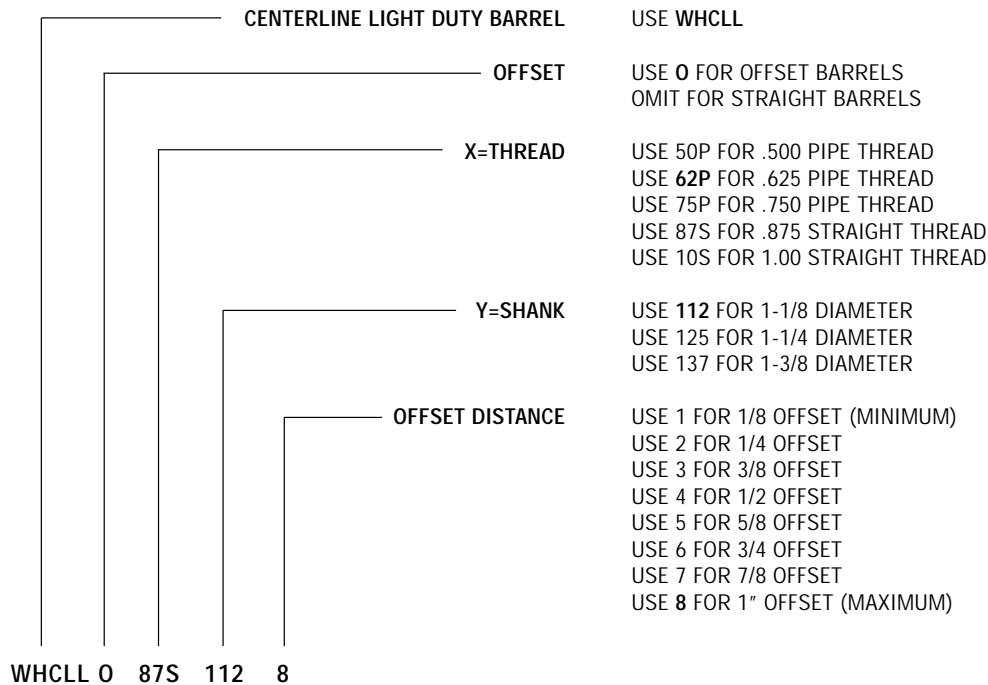 CENTERLINE LIGHT DUTY BARREL USE WHCLL
OFFSET USE O FOR OFFSET BARRELS
OMIT FOR STRAIGHT BARRELS
X=THREAD USE 50P FOR .500 PIPE THREAD
USE 62P FOR .625 PIPE THREAD
USE 75P FOR .750 PIPE THREAD
USE 87S FOR .875 STRAIGHT THREAD
USE 10S FOR 1.00 STRAIGHT THREAD
Y=SHANK USE 112 FOR 1-1/8 DIAMETER
USE 125 FOR 1-1/4 DIAMETER
USE 137 FOR 1-3/8 DIAMETER
OFFSET DISTANCE USE 1 FOR 1/8 OFFSET (MINIMUM)
USE 2 FOR 1/4 OFFSET
USE 3 FOR 3/8 OFFSET
USE 4 FOR 1/2 OFFSET
USE 5 FOR 5/8 OFFSET
USE 6 FOR 3/4 OFFSET
USE 7 FOR 7/8 OFFSET
USE 8 FOR 1″ OFFSET (MAXIMUM)
WHCLL O 87S 112 8